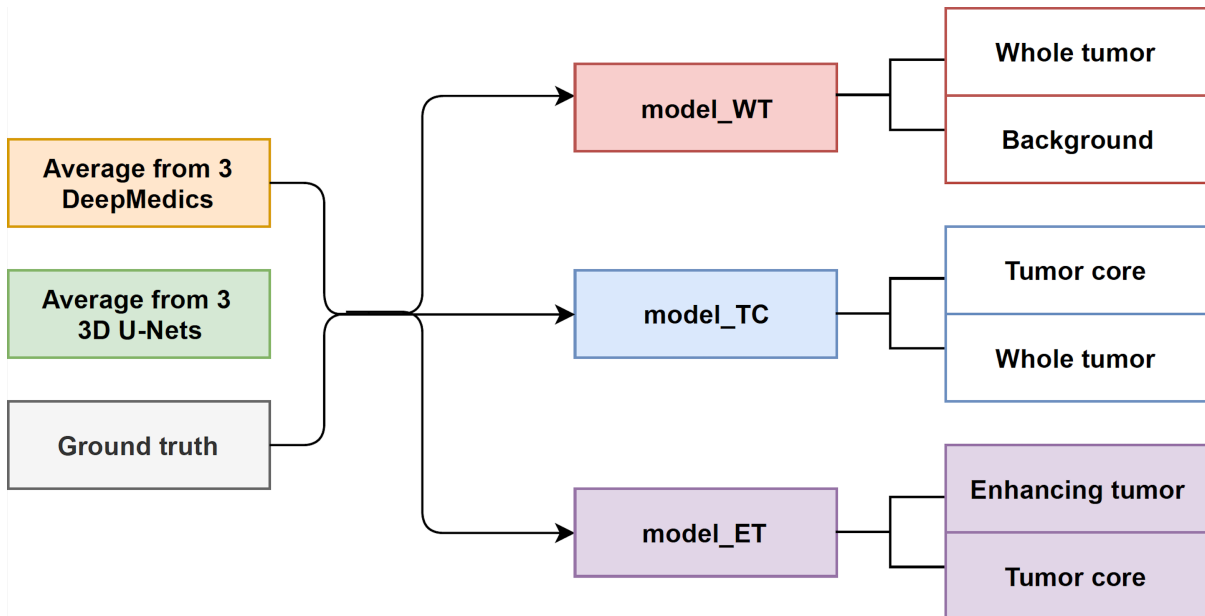 Average from 3
DeepMedics
Average from 3
3D U-Nets
Ground truth
model_WT
model_TC
model_ET
Whole tumor
Background
Tumor core
Whole tumor
Enhancing tumor
Tumor core